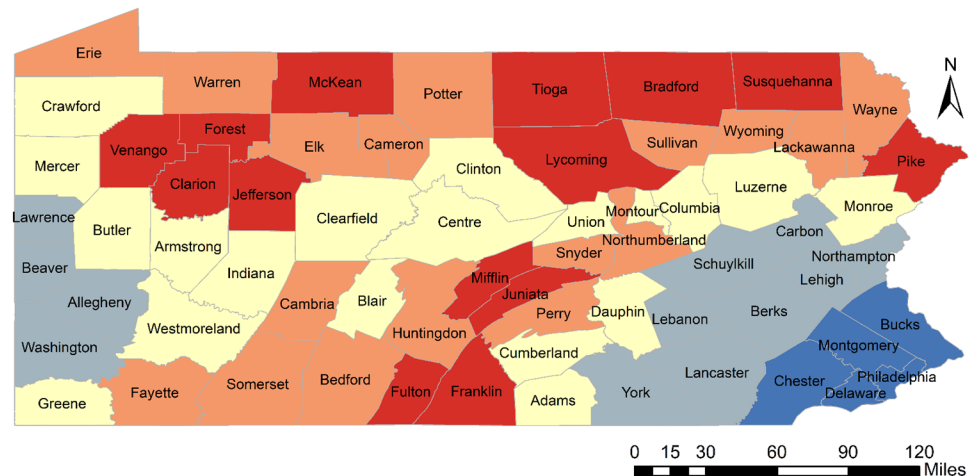 Erie
Warren
McKean
Potter
Tioga
Bradford
Susquehanna
Wayne
Crawford
Forest
Venango
Elk
Cameron
Sullivan
Wyoming
Lackawanna
Mercer
Clarion
Jefferson
Clinton
Lycoming
Pike
Lawrence
Butler
Armstrong
Clearfield
Centre
Union
Montour
Columbia
Luzerne
Monroe
Carbon
Beaver
Indiana
Snyder
Northumberland
Schuylkill
Northampton
Lehigh
Allegheny
Cambria
Blair
Mifflin
Juniata
Perry
Dauphin
Lebanon
Berks
Bucks
Washington
Westmoreland
Huntingdon
Cumberland
Lancaster
Montgomery
Greene
Fayette
Somerset
Bedford
Fulton
Franklin
Adams
York
Chester
Philadelphia
Delaware
N
0 15 30 60 90 120
Miles